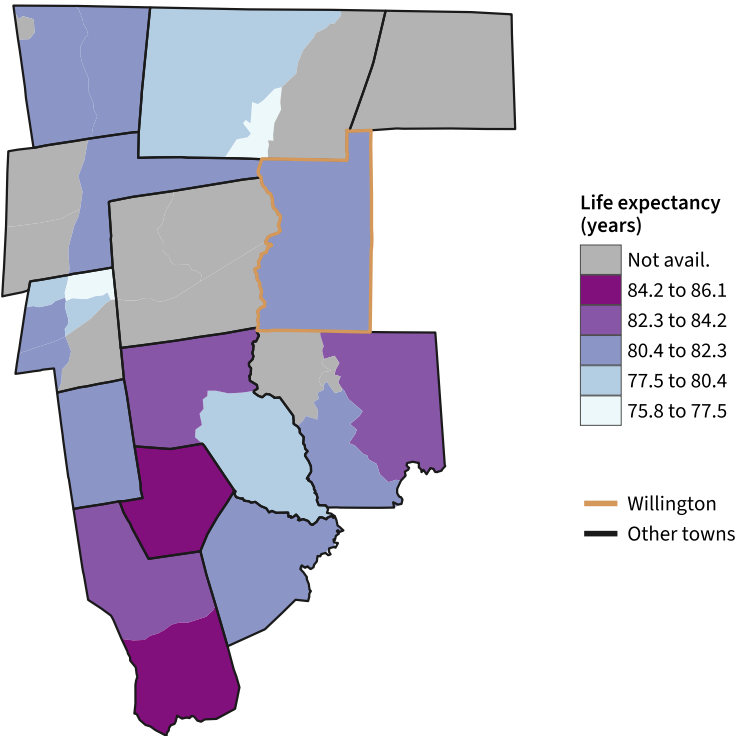 Life expectancy
(years)
Not avail.
84.2 to 86.1
82.3 to 84.2
80.4 to 82.3
77.5 to 80.4
75.8 to 77.5
Willington
Other towns